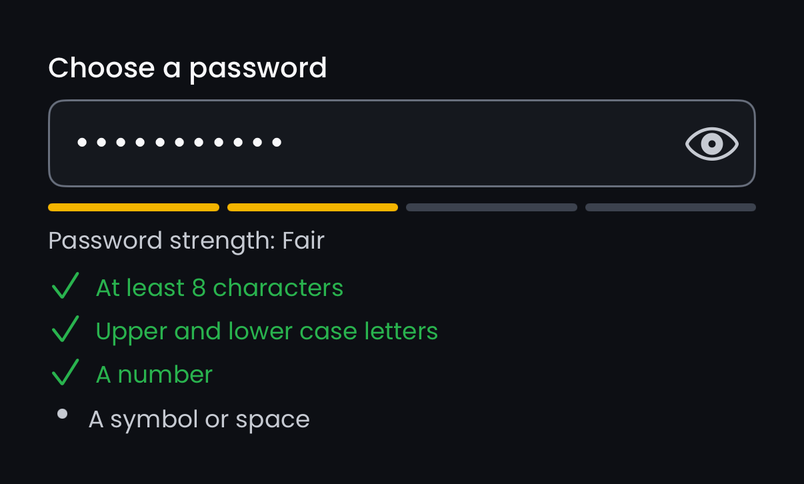 Choose a password
•••••••••••
Password strength: Fair
At least 8 characters
Upper and lower case letters
A number
• A symbol or space